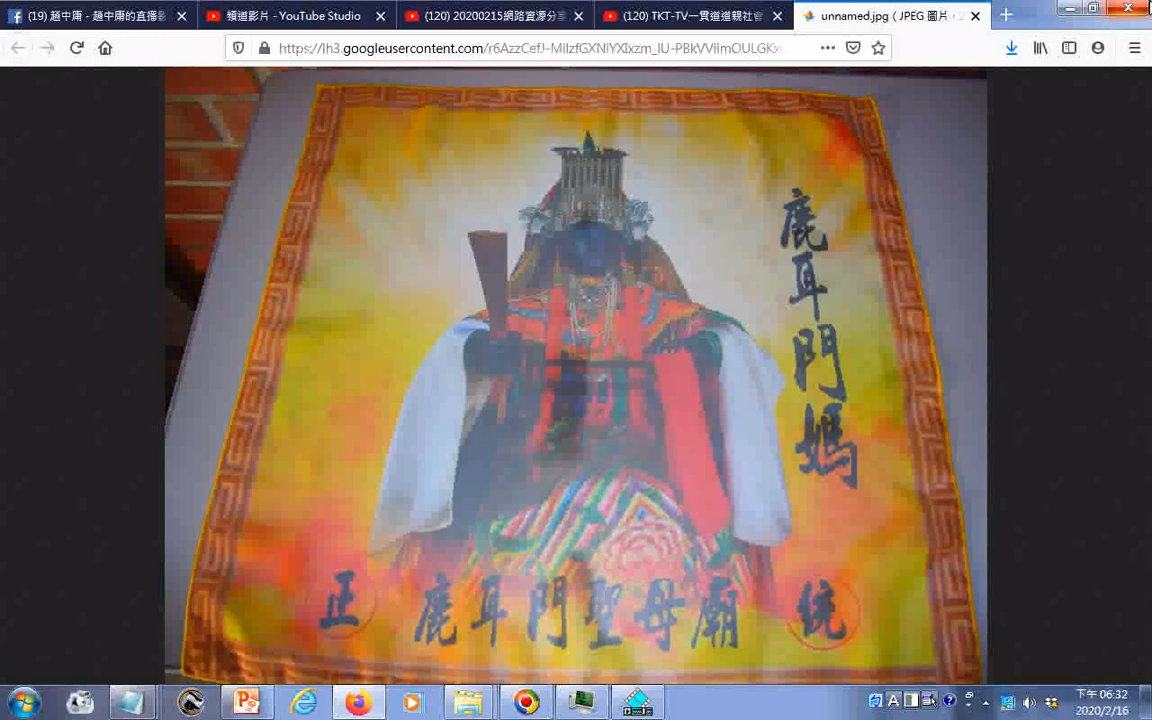 (19) 趙中庸 - 趙中庸的直播影
頻道影片 - YouTube Studio
(120) 20200215網路資源分享
(120) TKT-TV一貫道道親社會
unnamed.jpg ( JPEG 圖片
https://lh3.googleusercontent.com/
鹿耳門媽
正 鹿耳門聖母廟 統
下午 06:32
2020/2/16